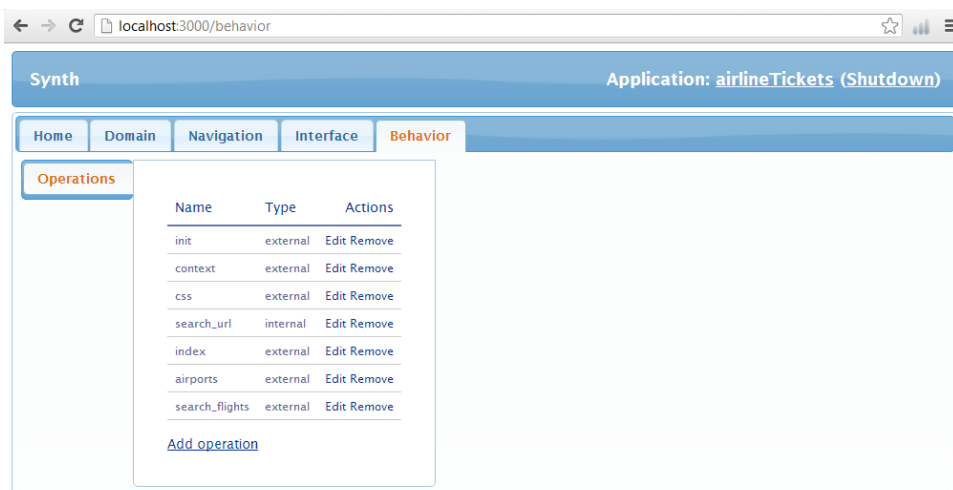 localhost:3000/behavior
Synth Application: airlineTickets (Shutdown)
Home Domain Navigation Interface Behavior
Operations
Name Type Actions
init external Edit Remove
context external Edit Remove
css external Edit Remove
search_url internal Edit Remove
index external Edit Remove
airports external Edit Remove
search_flights external Edit Remove
Add operation